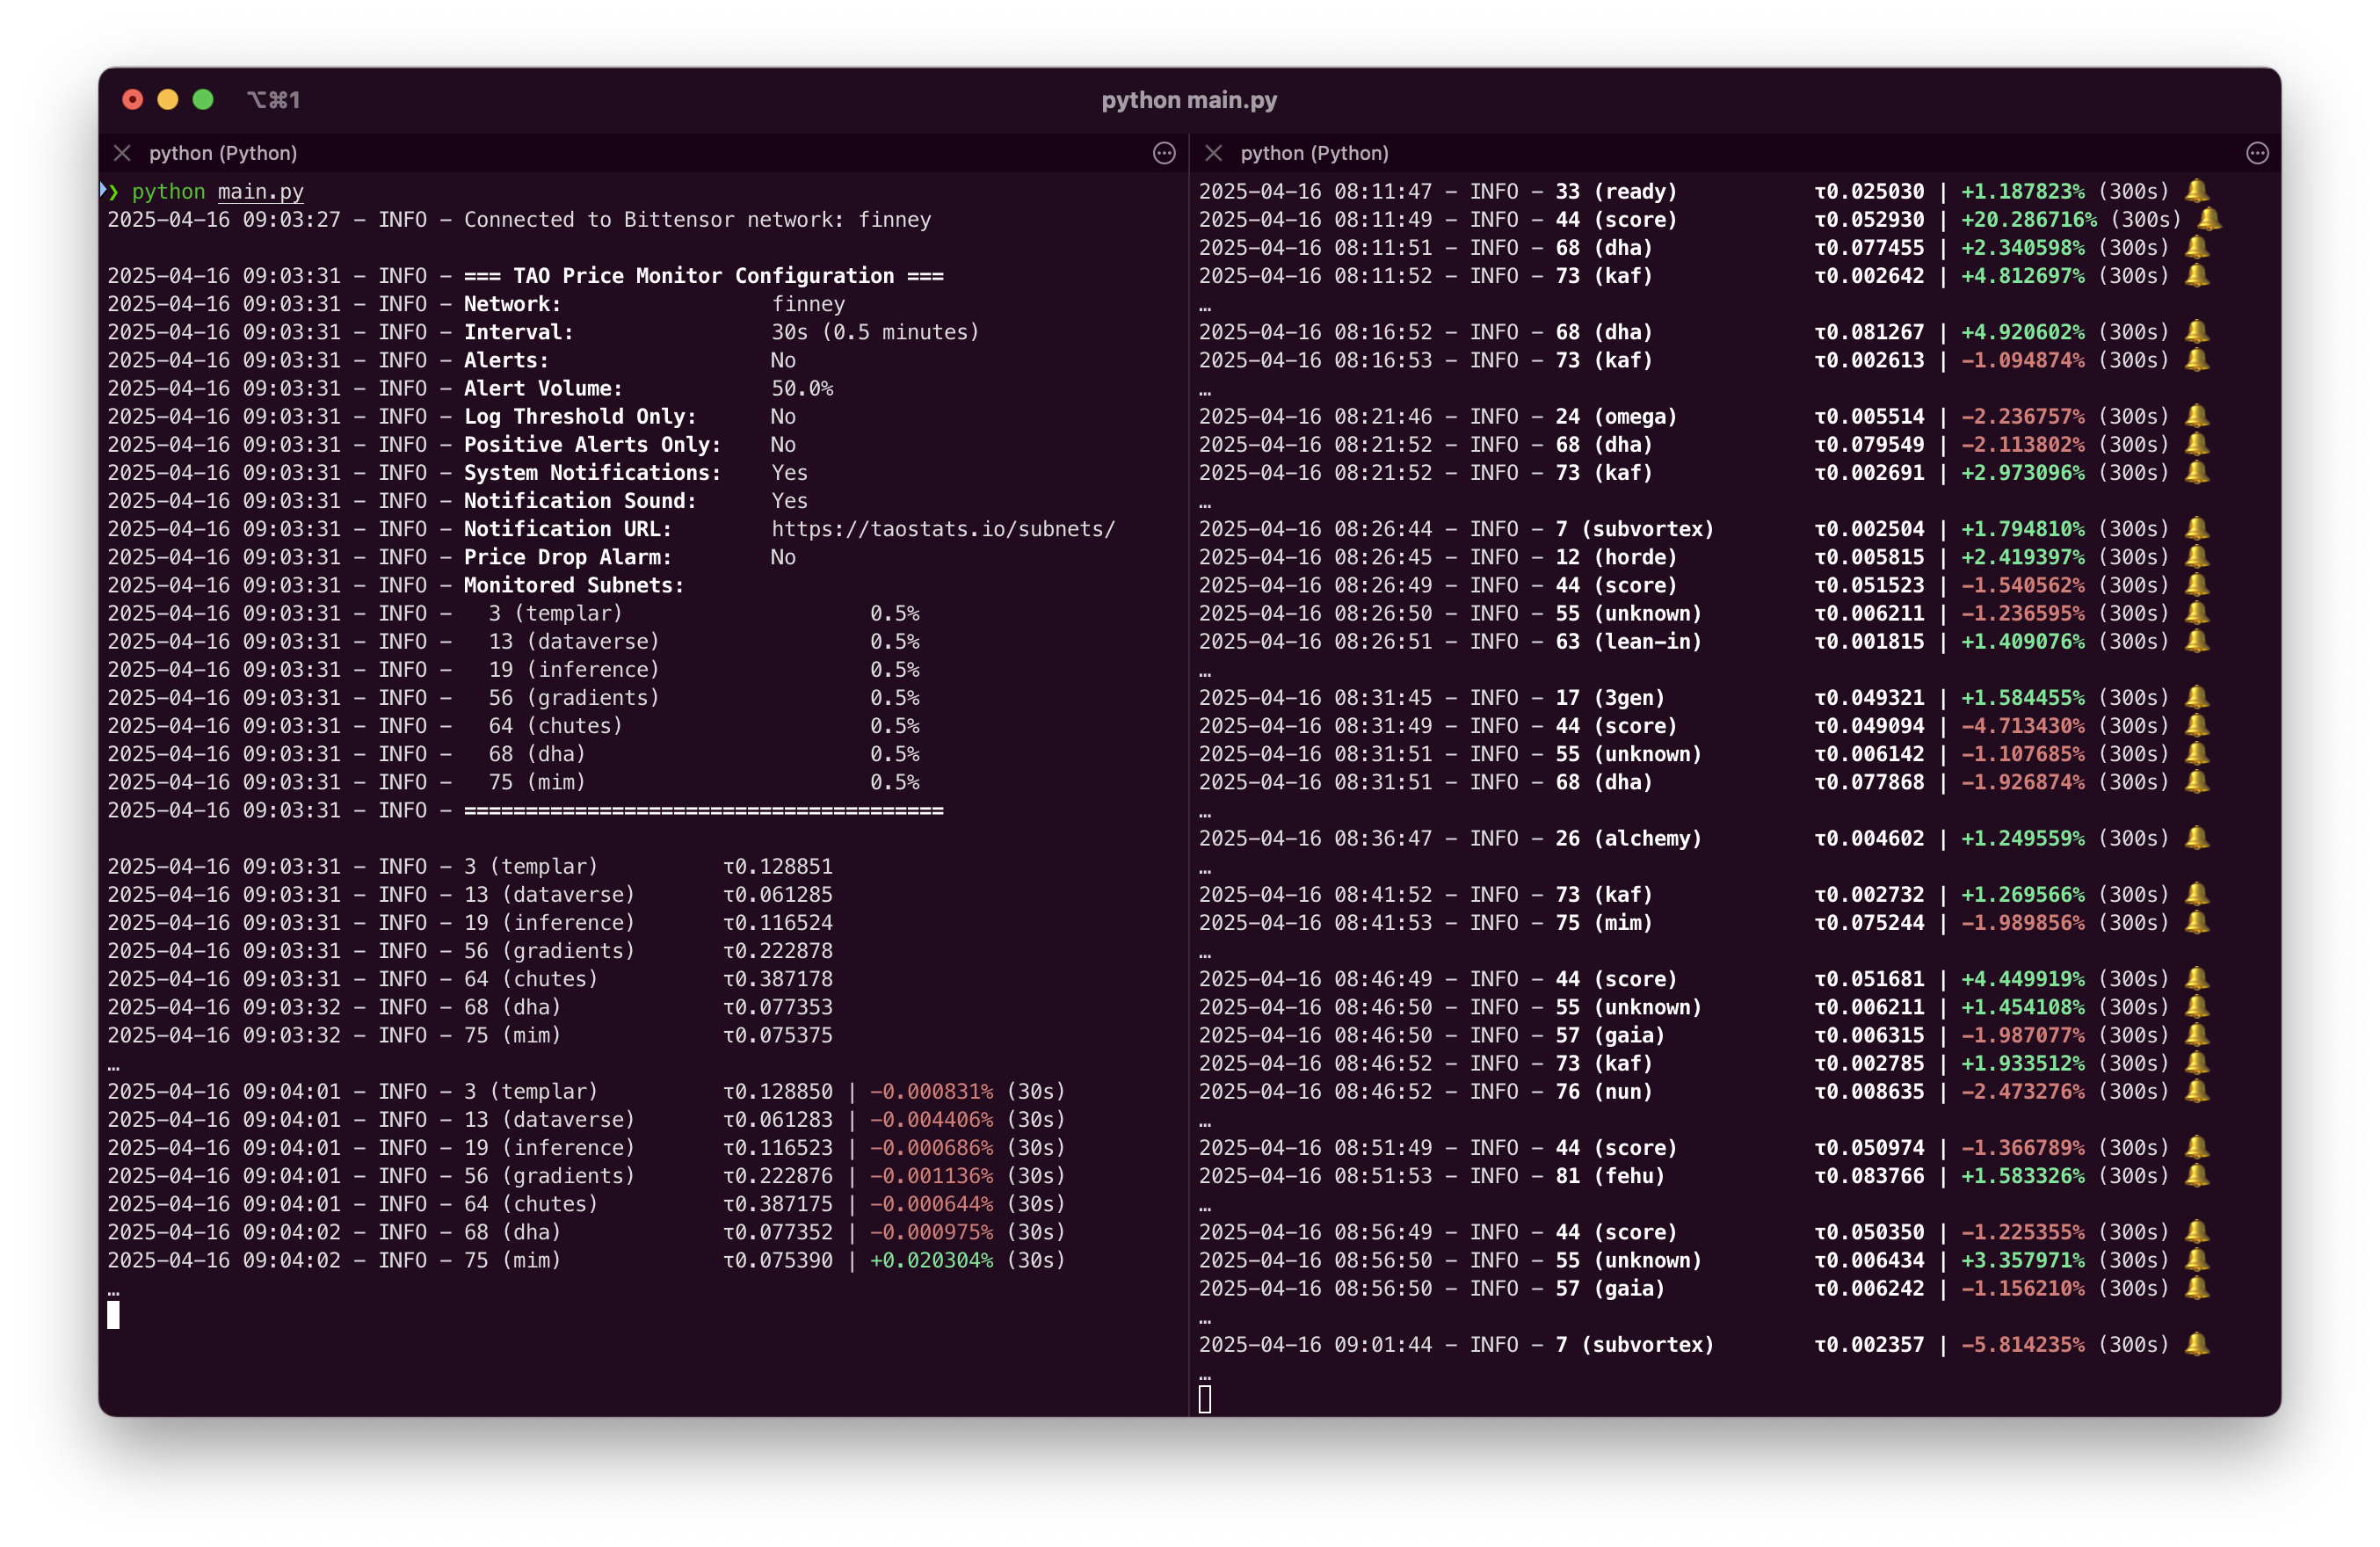 ⌥⌘1
python main.py
python (Python)
❯ python main.py
2025-04-16 09:03:27 - INFO - Connected to Bittensor network: finney
2025-04-16 09:03:31 - INFO - === TAO Price Monitor Configuration ===
2025-04-16 09:03:31 - INFO - Network: finney
2025-04-16 09:03:31 - INFO - Interval: 30s (0.5 minutes)
2025-04-16 09:03:31 - INFO - Alerts: No
2025-04-16 09:03:31 - INFO - Alert Volume: 50.0%
2025-04-16 09:03:31 - INFO - Log Threshold Only: No
2025-04-16 09:03:31 - INFO - Positive Alerts Only: No
2025-04-16 09:03:31 - INFO - System Notifications: Yes
2025-04-16 09:03:31 - INFO - Notification Sound: Yes
2025-04-16 09:03:31 - INFO - Notification URL: https://taostats.io/subnets/
2025-04-16 09:03:31 - INFO - Price Drop Alarm: No
2025-04-16 09:03:31 - INFO - Monitored Subnets:
2025-04-16 09:03:31 - INFO - 3 (templar) 0.5%
2025-04-16 09:03:31 - INFO - 13 (dataverse) 0.5%
2025-04-16 09:03:31 - INFO - 19 (inference) 0.5%
2025-04-16 09:03:31 - INFO - 56 (gradients) 0.5%
2025-04-16 09:03:31 - INFO - 64 (chutes) 0.5%
2025-04-16 09:03:31 - INFO - 68 (dha) 0.5%
2025-04-16 09:03:31 - INFO - 75 (mim) 0.5%
2025-04-16 09:03:31 - INFO - =======================================
2025-04-16 09:03:31 - INFO - 3 (templar) τ0.128851
2025-04-16 09:03:31 - INFO - 13 (dataverse) τ0.061285
2025-04-16 09:03:31 - INFO - 19 (inference) τ0.116524
2025-04-16 09:03:31 - INFO - 56 (gradients) τ0.222878
2025-04-16 09:03:31 - INFO - 64 (chutes) τ0.387178
2025-04-16 09:03:32 - INFO - 68 (dha) τ0.077353
2025-04-16 09:03:32 - INFO - 75 (mim) τ0.075375
…
2025-04-16 09:04:01 - INFO - 3 (templar) τ0.128850 | -0.000831% (30s)
2025-04-16 09:04:01 - INFO - 13 (dataverse) τ0.061283 | -0.004406% (30s)
2025-04-16 09:04:01 - INFO - 19 (inference) τ0.116523 | -0.000686% (30s)
2025-04-16 09:04:01 - INFO - 56 (gradients) τ0.222876 | -0.001136% (30s)
2025-04-16 09:04:01 - INFO - 64 (chutes) τ0.387175 | -0.000644% (30s)
2025-04-16 09:04:02 - INFO - 68 (dha) τ0.077352 | -0.000975% (30s)
2025-04-16 09:04:02 - INFO - 75 (mim) τ0.075390 | +0.020304% (30s)
…
python (Python)
2025-04-16 08:11:47 - INFO - 33 (ready) τ0.025030 | +1.187823% (300s) 🔔
2025-04-16 08:11:49 - INFO - 44 (score) τ0.052930 | +20.286716% (300s) 🔔
2025-04-16 08:11:51 - INFO - 68 (dha) τ0.077455 | +2.340598% (300s) 🔔
2025-04-16 08:11:52 - INFO - 73 (kaf) τ0.002642 | +4.812697% (300s) 🔔
…
2025-04-16 08:16:52 - INFO - 68 (dha) τ0.081267 | +4.920602% (300s) 🔔
2025-04-16 08:16:53 - INFO - 73 (kaf) τ0.002613 | -1.094874% (300s) 🔔
…
2025-04-16 08:21:46 - INFO - 24 (omega) τ0.005514 | -2.236757% (300s) 🔔
2025-04-16 08:21:52 - INFO - 68 (dha) τ0.079549 | -2.113802% (300s) 🔔
2025-04-16 08:21:52 - INFO - 73 (kaf) τ0.002691 | +2.973096% (300s) 🔔
…
2025-04-16 08:26:44 - INFO - 7 (subvortex) τ0.002504 | +1.794810% (300s) 🔔
2025-04-16 08:26:45 - INFO - 12 (horde) τ0.005815 | +2.419397% (300s) 🔔
2025-04-16 08:26:49 - INFO - 44 (score) τ0.051523 | -1.540562% (300s) 🔔
2025-04-16 08:26:50 - INFO - 55 (unknown) τ0.006211 | -1.236595% (300s) 🔔
2025-04-16 08:26:51 - INFO - 63 (lean-in) τ0.001815 | +1.409076% (300s) 🔔
…
2025-04-16 08:31:45 - INFO - 17 (3gen) τ0.049321 | +1.584455% (300s) 🔔
2025-04-16 08:31:49 - INFO - 44 (score) τ0.049094 | -4.713430% (300s) 🔔
2025-04-16 08:31:51 - INFO - 55 (unknown) τ0.006142 | -1.107685% (300s) 🔔
2025-04-16 08:31:51 - INFO - 68 (dha) τ0.077868 | -1.926874% (300s) 🔔
…
2025-04-16 08:36:47 - INFO - 26 (alchemy) τ0.004602 | +1.249559% (300s) 🔔
…
2025-04-16 08:41:52 - INFO - 73 (kaf) τ0.002732 | +1.269566% (300s) 🔔
2025-04-16 08:41:53 - INFO - 75 (mim) τ0.075244 | -1.989856% (300s) 🔔
…
2025-04-16 08:46:49 - INFO - 44 (score) τ0.051681 | +4.449919% (300s) 🔔
2025-04-16 08:46:50 - INFO - 55 (unknown) τ0.006211 | +1.454108% (300s) 🔔
2025-04-16 08:46:50 - INFO - 57 (gaia) τ0.006315 | -1.987077% (300s) 🔔
2025-04-16 08:46:52 - INFO - 73 (kaf) τ0.002785 | +1.933512% (300s) 🔔
2025-04-16 08:46:52 - INFO - 76 (nun) τ0.008635 | -2.473276% (300s) 🔔
…
2025-04-16 08:51:49 - INFO - 44 (score) τ0.050974 | -1.366789% (300s) 🔔
2025-04-16 08:51:53 - INFO - 81 (fehu) τ0.083766 | +1.583326% (300s) 🔔
…
2025-04-16 08:56:49 - INFO - 44 (score) τ0.050350 | -1.225355% (300s) 🔔
2025-04-16 08:56:50 - INFO - 55 (unknown) τ0.006434 | +3.357971% (300s) 🔔
2025-04-16 08:56:50 - INFO - 57 (gaia) τ0.006242 | -1.156210% (300s) 🔔
…
2025-04-16 09:01:44 - INFO - 7 (subvortex) τ0.002357 | -5.814235% (300s) 🔔
…